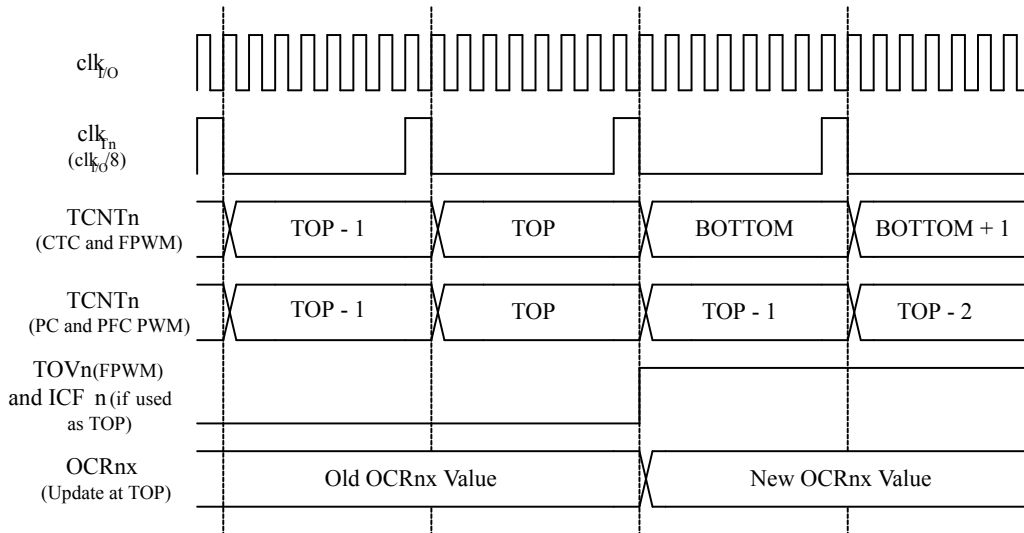 clkI/O
clkTn
(clkI/O/8)
TCNTn
(CTC and FPWM)
TOP - 1
TOP
BOTTOM
BOTTOM + 1
TCNTn
(PC and PFC PWM)
TOP - 1
TOP
TOP - 1
TOP - 2
TOVn(FPWM)
and ICF n (if used
as TOP)
OCRnx
(Update at TOP)
Old OCRnx Value
New OCRnx Value